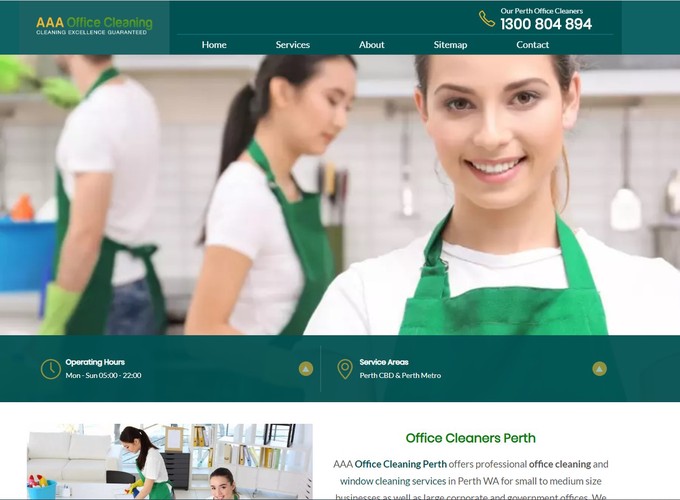 AAA Office Cleaning
CLEANING EXCELLENCE GUARANTEED
Our Perth Office Cleaners
1300 804 894
Home Services About Sitemap Contact
Operating Hours
Mon - Sun 05:00 - 22:00
Service Areas
Perth CBD & Perth Metro
Office Cleaners Perth
AAA Office Cleaning Perth offers professional office cleaning and
window cleaning services in Perth WA for small to medium size
businesses as well as large corporate and government offices. We